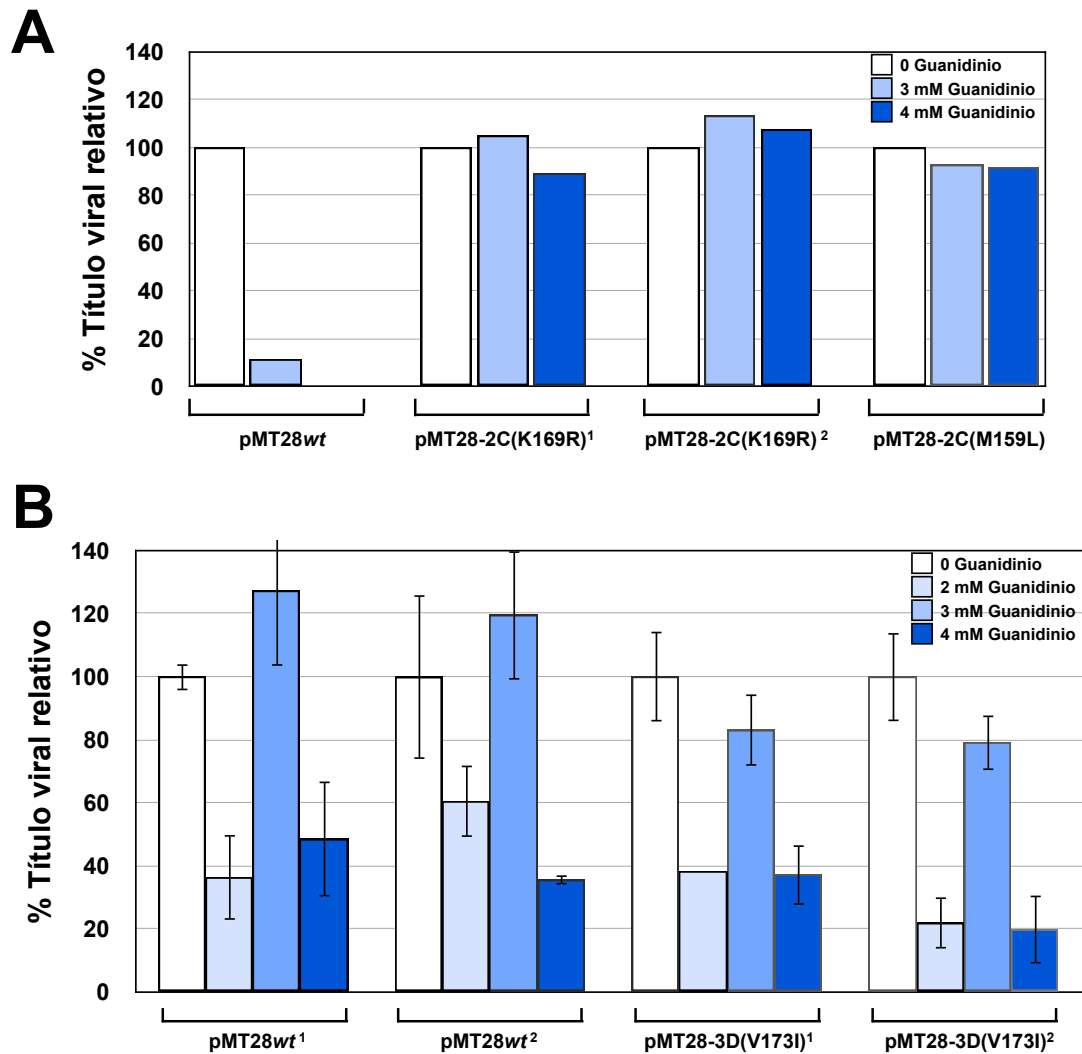 A
% Título viral relativo
140
120
100
80
60
40
20
0
0 Guanidinio
3 mM Guanidinio
4 mM Guanidinio
pMT28wt
pMT28-2C(K169R)¹
pMT28-2C(K169R) ²
pMT28-2C(M159L)
B
% Título viral relativo
140
120
100
80
60
40
20
0
0 Guanidinio
2 mM Guanidinio
3 mM Guanidinio
4 mM Guanidinio
pMT28wt ¹
pMT28wt ²
pMT28-3D(V173I)¹
pMT28-3D(V173I)²